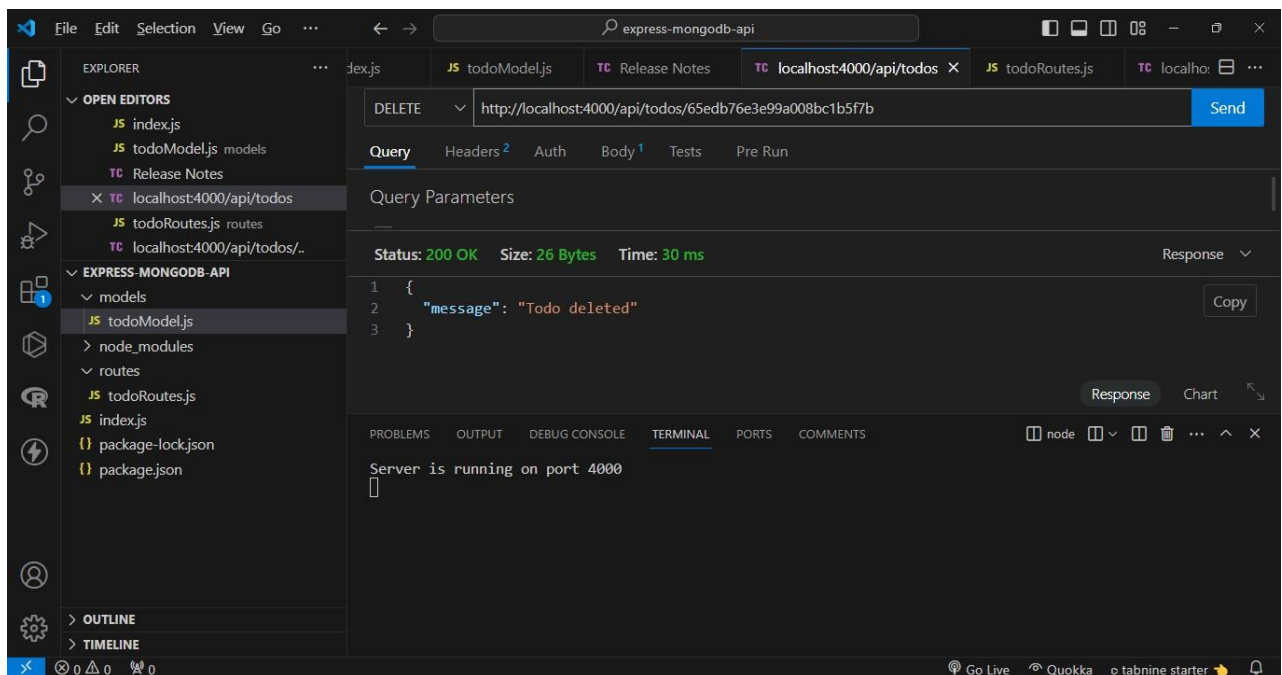 File Edit Selection View Go ··· express-mongodb-api
EXPLORER ···
OPEN EDITORS
JS index.js
JS todoModel.js models
TC Release Notes
TC localhost:4000/api/todos
JS todoRoutes.js routes
TC localhost:4000/api/todos/..
EXPRESS-MONGODB-API
models
JS todoModel.js
node_modules
routes
JS todoRoutes.js
JS index.js
{} package-lock.json
{} package.json
OUTLINE
TIMELINE
1
dex.js JS todoModel.js TC Release Notes TC localhost:4000/api/todos JS todoRoutes.js TC localho: ···
DELETE http://localhost:4000/api/todos/65edb76e3e99a008bc1b5f7b Send
Query Headers 2 Auth Body 1 Tests Pre Run
Query Parameters
Status: 200 OK Size: 26 Bytes Time: 30 ms Response
1 {
2 "message": "Todo deleted"
3 }
Copy
Response Chart
PROBLEMS OUTPUT DEBUG CONSOLE TERMINAL PORTS COMMENTS node ···
Server is running on port 4000
0 0 0 Go Live Quokka tabnine starter